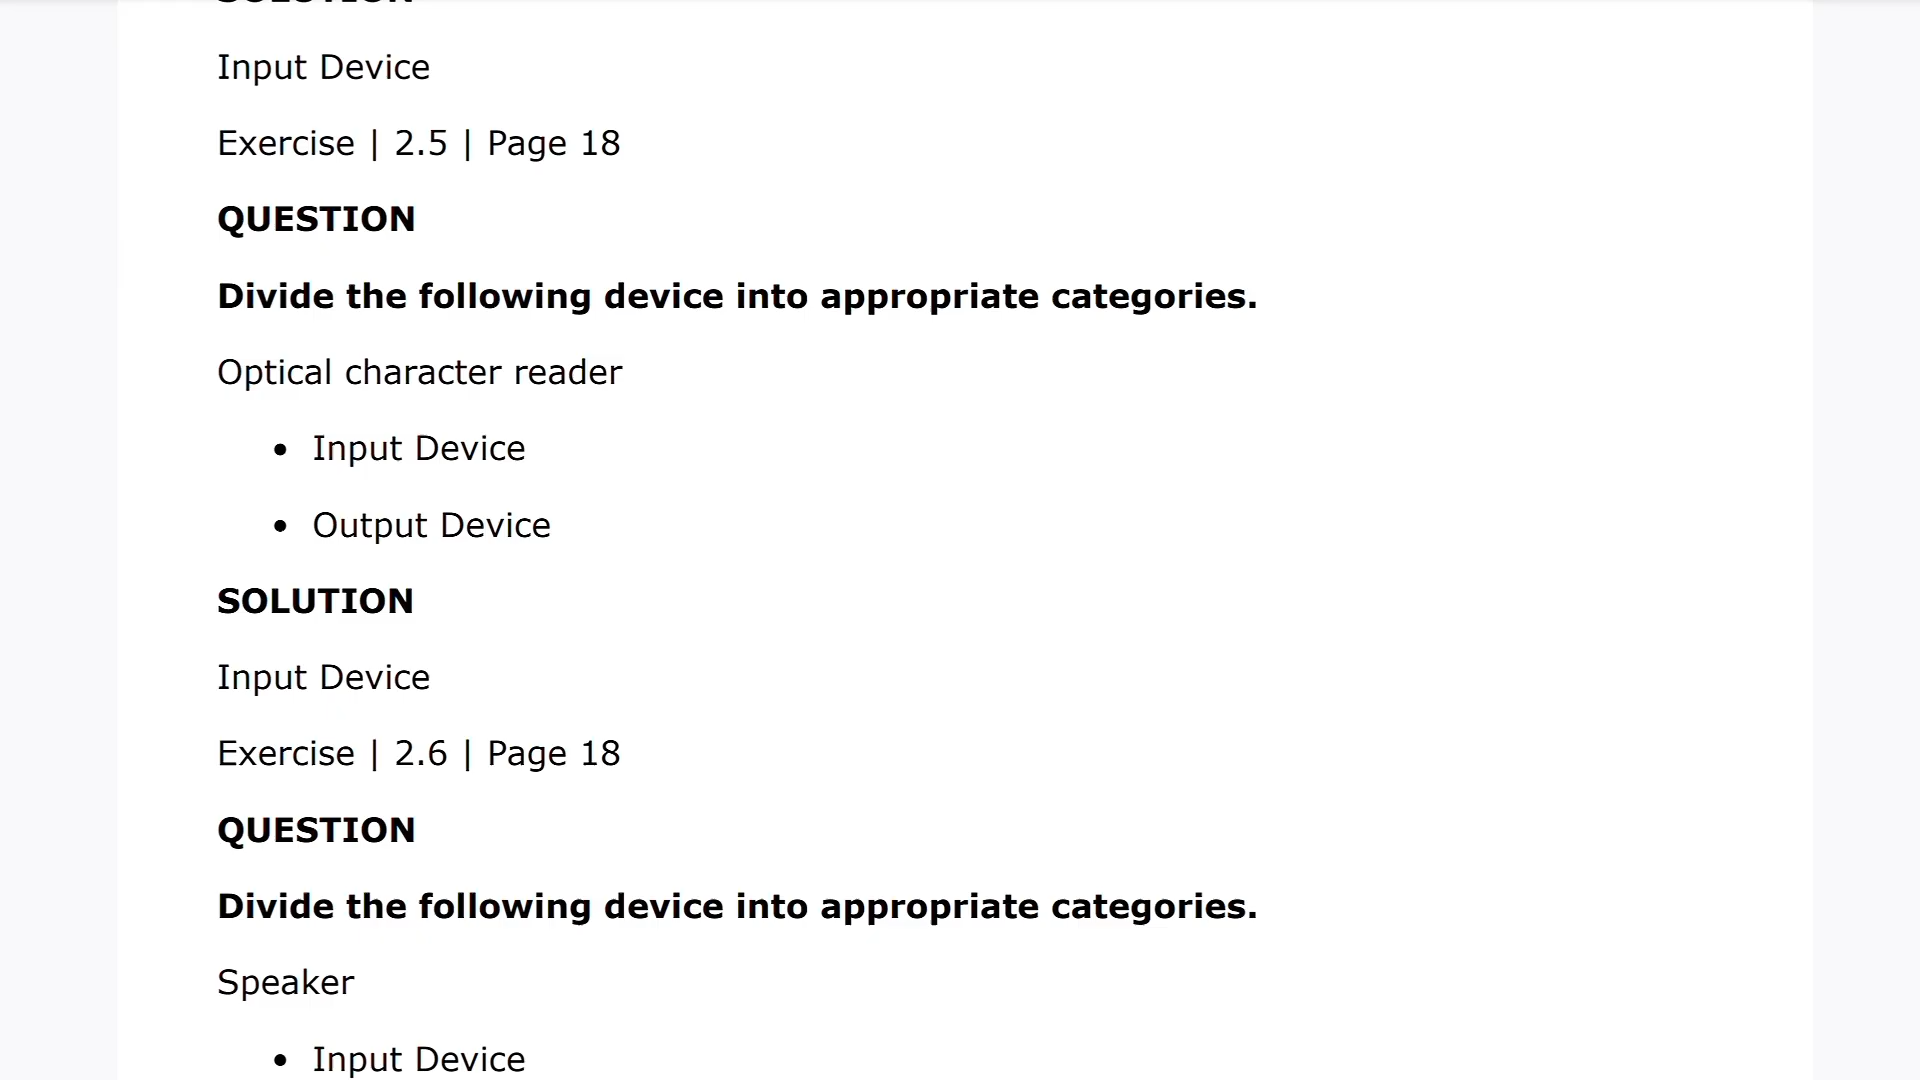 SOLUTION
Input Device
Exercise | 2.5 | Page 18
QUESTION
Divide the following device into appropriate categories.
Optical character reader
• Input Device
• Output Device
SOLUTION
Input Device
Exercise | 2.6 | Page 18
QUESTION
Divide the following device into appropriate categories.
Speaker
• Input Device